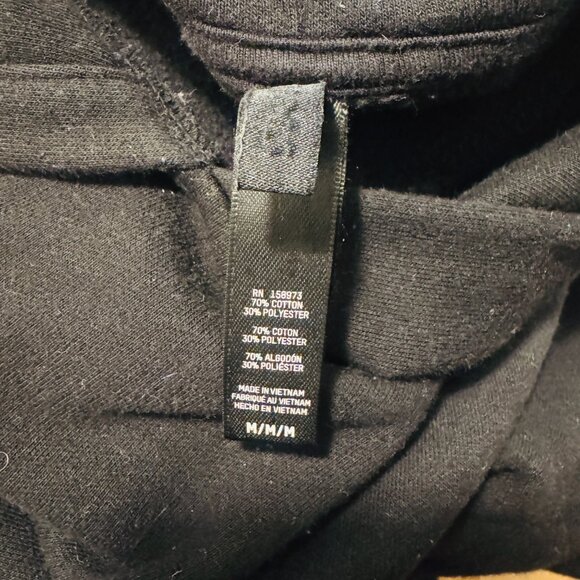 RN 158973
70% COTTON
30% POLYESTER
70% COTON
30% POLYESTER
70% ALGODÓN
30% POLIÉSTER
MADE IN VIETNAM
FABRIQUÉ AU VIETNAM
HECHO EN VIETNAM
M/M/M